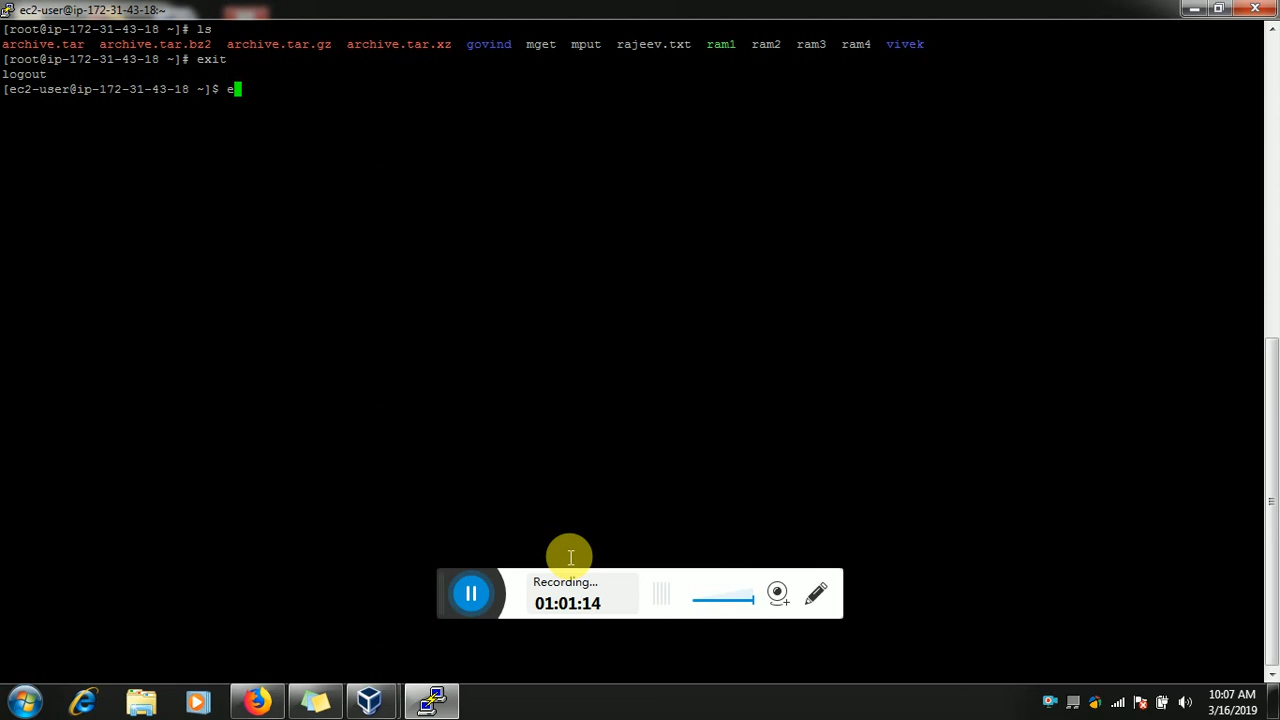 ec2-user@ip-172-31-43-18:~
[root@ip-172-31-43-18 ~]# ls
archive.tar archive.tar.bz2 archive.tar.gz archive.tar.xz govind mget mput rajeev.txt ram1 ram2 ram3 ram4 vivek
[root@ip-172-31-43-18 ~]# exit
logout
[ec2-user@ip-172-31-43-18 ~]$ e
Recording...
01:01:14
10:07 AM
3/16/2019